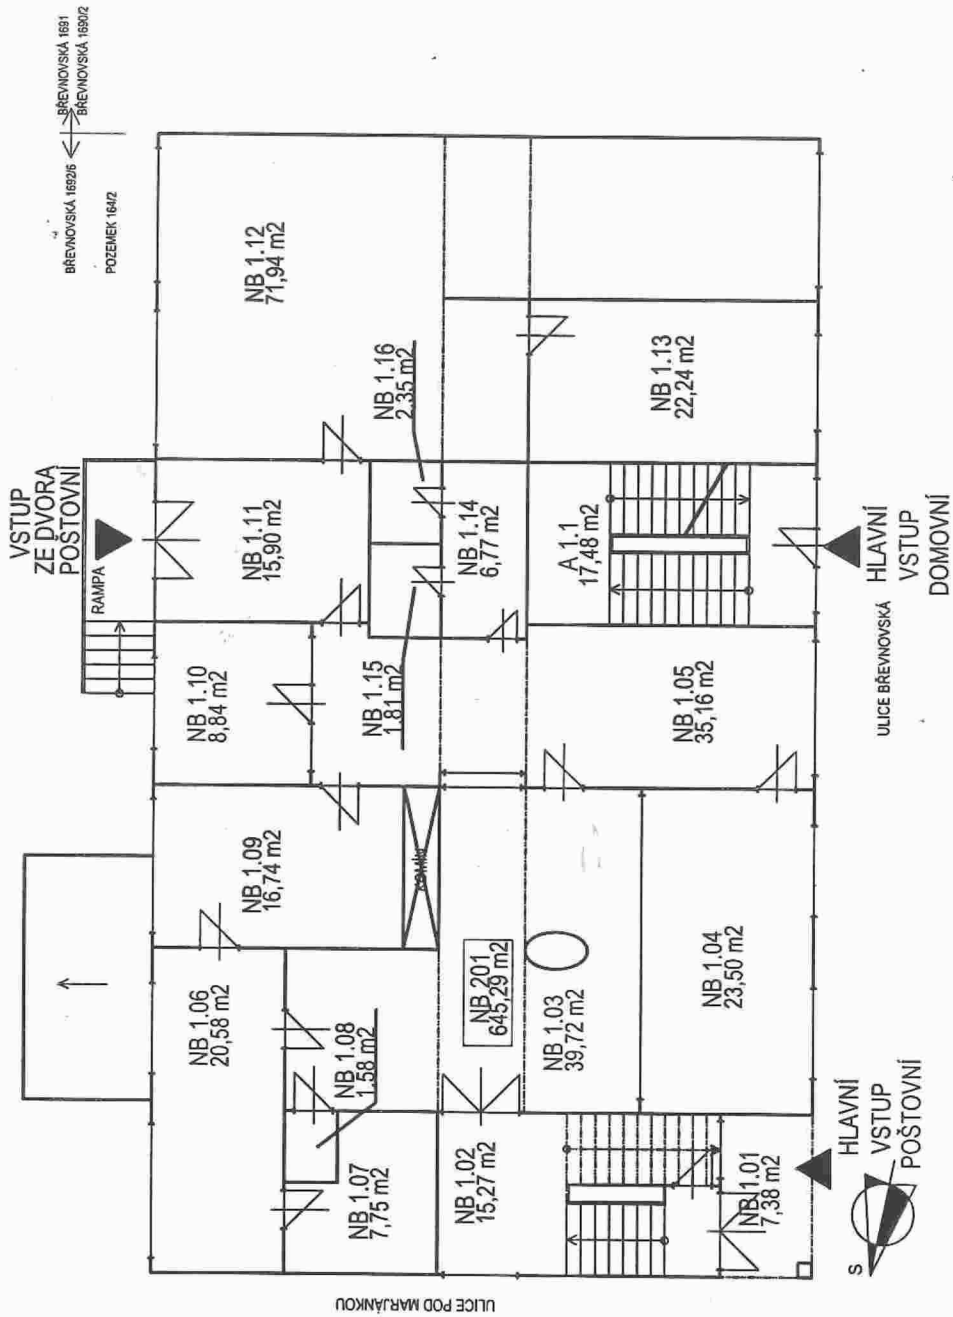 BŘEVNOVSKÁ 1692/6
POZEMEK 164/2
BŘEVNOVSKÁ 1691
BŘEVNOVSKÁ 1690/2
VSTUP
ZE DVORA
POŠTOVNÍ
RAMPA
NB 1.06
20,58 m2
NB 1.09
16,74 m2
NB 1.10
8,84 m2
NB 1.11
15,90 m2
NB 1.12
71,94 m2
NB 1.07
7,75 m2
NB 1.08
1.58 m2
KOMÍN
NB 1.15
1.81 m2
NB 1.16
2,35 m2
NB 1.02
15,27 m2
NB 201
645,29 m2
NB 1.03
39,72 m2
NB 1.14
6,77 m2
A 1.1
17,48 m2
NB 1.13
22,24 m2
NB 1.05
35,16 m2
NB 1.04
23,50 m2
NB 1.01
7,38 m2
HLAVNÍ
VSTUP
POŠTOVNÍ
ULICE BŘEVNOVSKÁ
HLAVNÍ
VSTUP
DOMOVNÍ
S
ULICE POD MARJÁNKOU